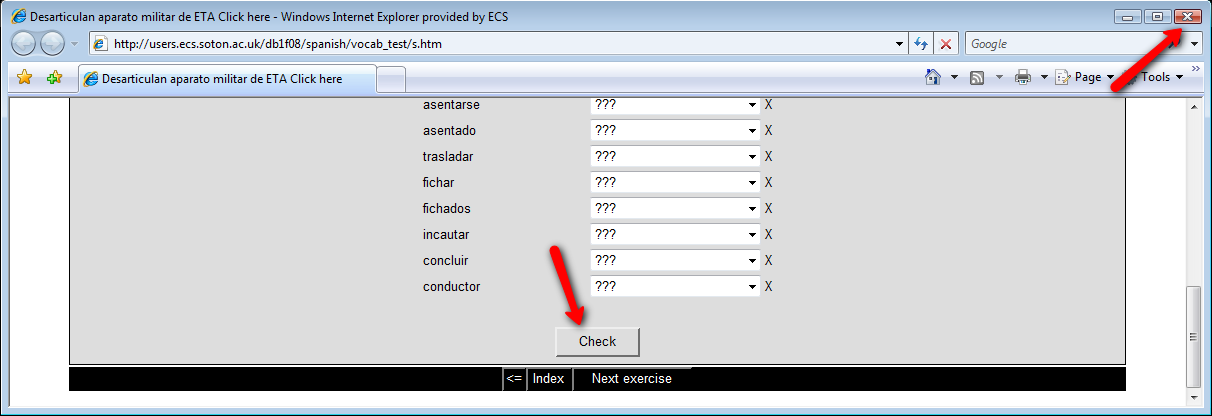 Desarticulan aparato militar de ETA Click here - Windows Internet Explorer provided by ECS
http://users.ecs.soton.ac.uk/db1f08/spanish/vocab_test/s.htm Google
Desarticulan aparato militar de ETA Click here Page Tools »
asentarse ??? X
asentado ??? X
trasladar ??? X
fichar ??? X
fichados ??? X
incautar ??? X
concluir ??? X
conductor ??? X
Check
<= Index Next exercise